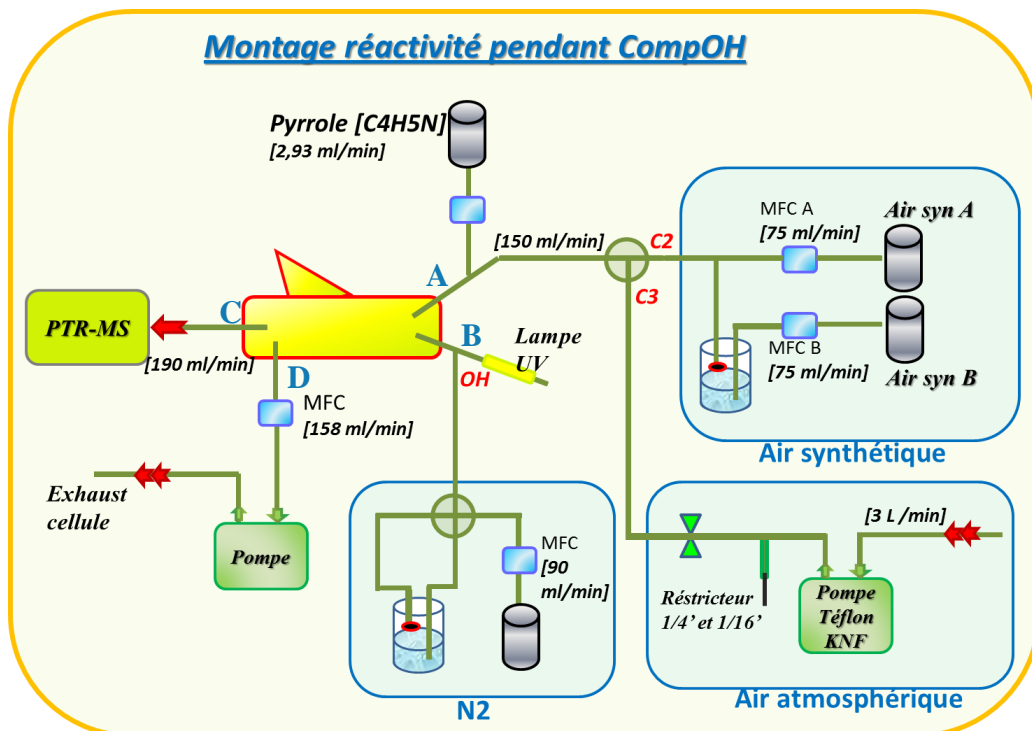 Montage réactivité pendant CompOH
Pyrrole [C4H5N]
[2,93 ml/min]
MFC A
[75 ml/min]
Air syn A
[150 ml/min]
C2
C3
A
MFC B
[75 ml/min]
Air syn B
Air synthétique
PTR-MS
C
[190 ml/min]
B
OH
Lampe
UV
D
MFC
[158 ml/min]
Exhaust
cellule
Pompe
MFC
[90
ml/min]
N2
[3 L /min]
Réstricteur
1/4’ et 1/16’
Pompe
Téflon
KNF
Air atmosphérique